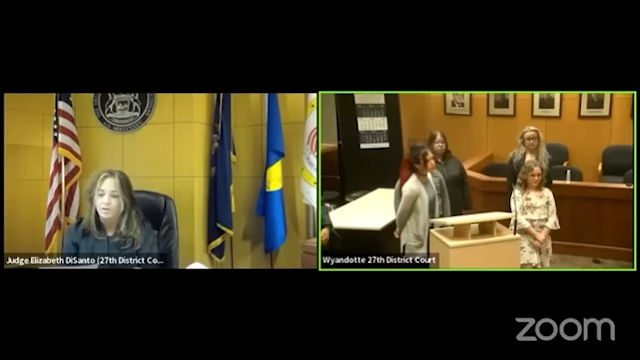 Judge Elizabeth DiSanto (27th District Co...
Wyandotte 27th District Court
zoom